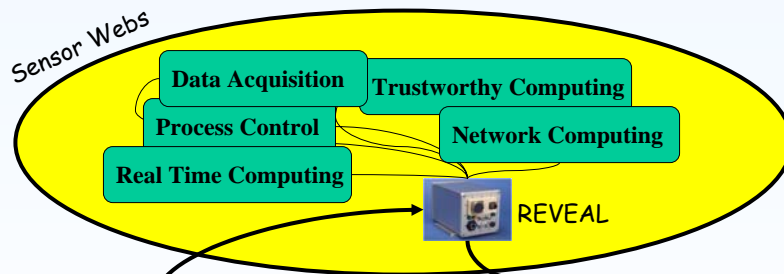 Sensor Webs
Data Acquisition
Trustworthy Computing
Process Control
Network Computing
Real Time Computing
REVEAL